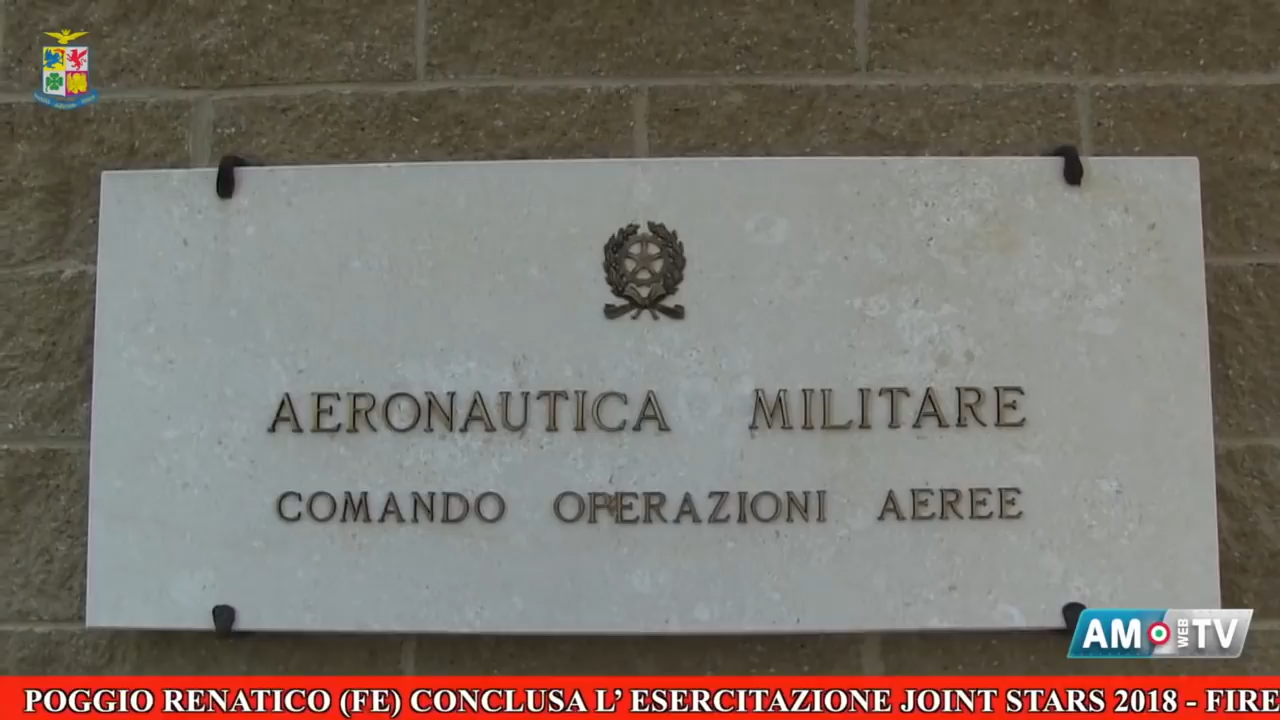 AERONAUTICA MILITARE
COMANDO OPERAZIONI AEREE
AM WEB TV
POGGIO RENATICO (FE) CONCLUSA L' ESERCITAZIONE JOINT STARS 2018 - FIRE